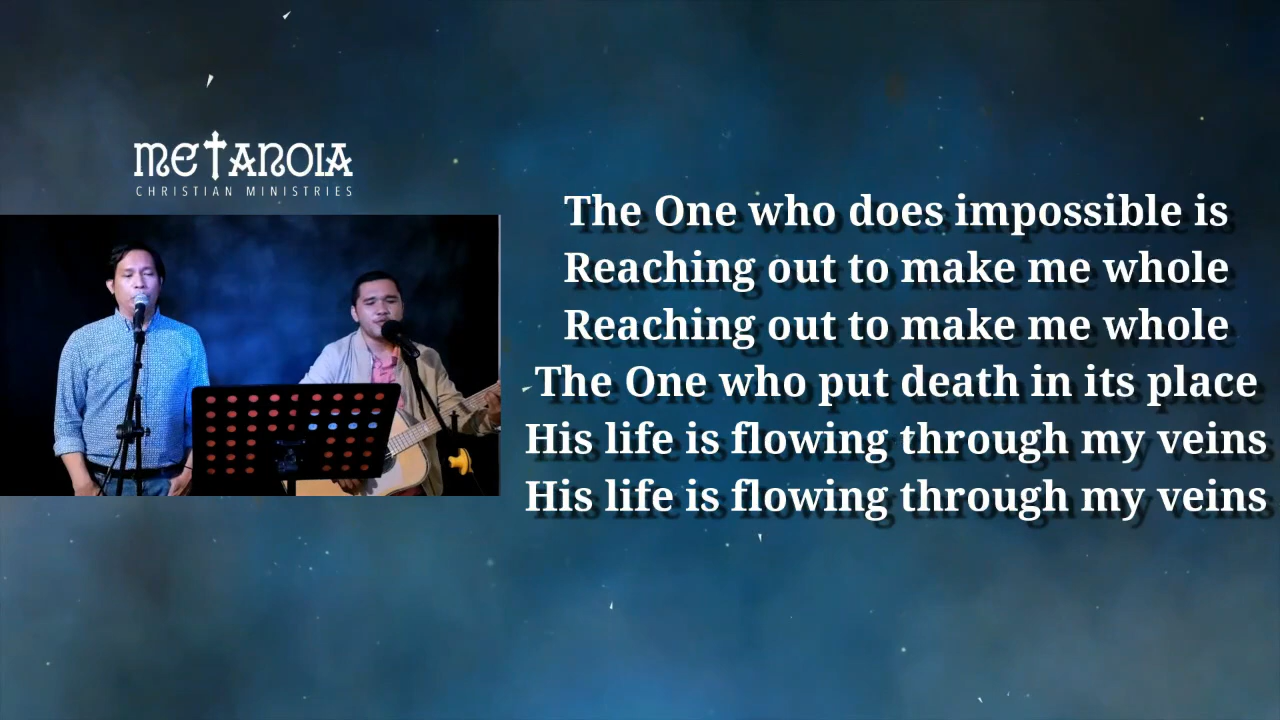 METANOIA
CHRISTIAN MINISTRIES
The One who does impossible is
Reaching out to make me whole
Reaching out to make me whole
The One who put death in its place
His life is flowing through my veins
His life is flowing through my veins